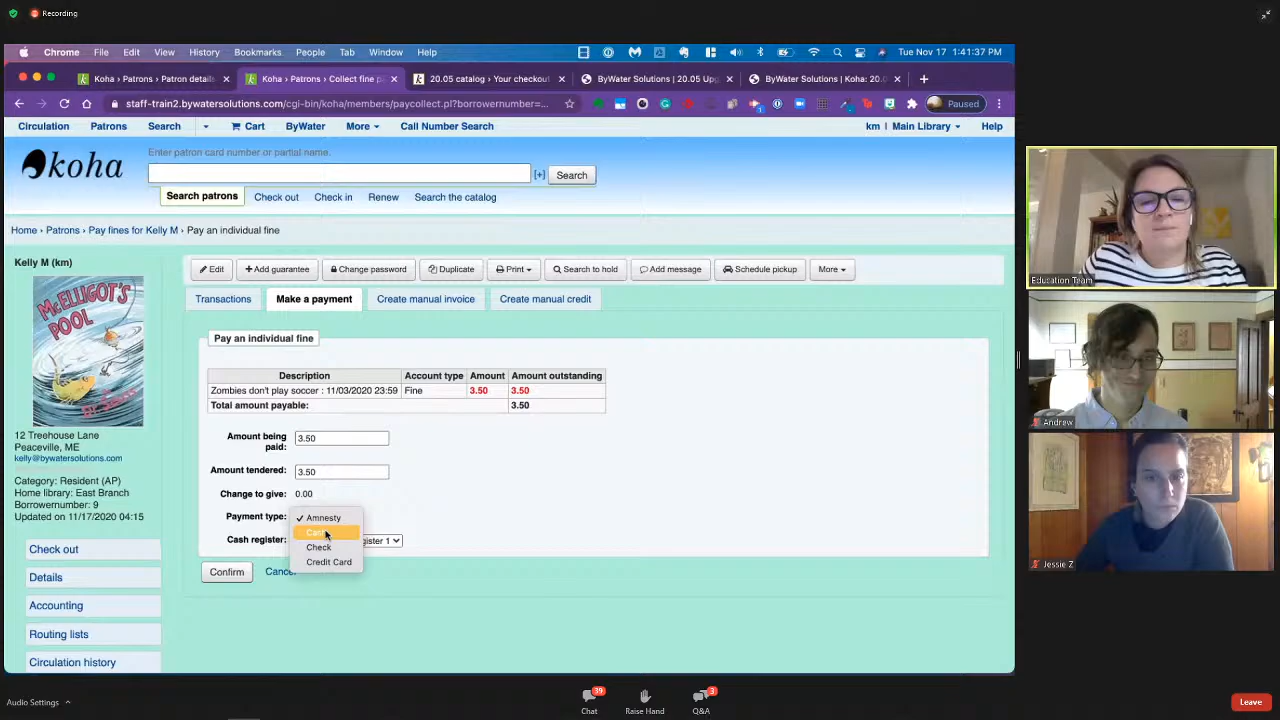 Recording
Chrome File Edit View History Bookmarks People Tab Window Help Tue Nov 17 1:41:37 PM
Koha › Patrons › Patron details Koha › Patrons › Collect fine p 20.05 catalog › Your checkout ByWater Solutions | 20.05 Upg ByWater Solutions | Koha: 20.0
staff-train2.bywatersolutions.com/cgi-bin/koha/members/paycollect.pl?borrowernumber=... Paused
Circulation Patrons Search Cart ByWater More Call Number Search km | Main Library Help
koha
Enter patron card number or partial name.
[+] Search
Search patrons Check out Check in Renew Search the catalog
Home › Patrons › Pay fines for Kelly M › Pay an individual fine
Kelly M (km)
McELLIGOT'S POOL
12 Treehouse Lane
Peaceville, ME
kelly@bywatersolutions.com
Category: Resident (AP)
Home library: East Branch
Borrowernumber: 9
Updated on 11/17/2020 04:15
Check out
Details
Accounting
Routing lists
Circulation history
Edit + Add guarantee Change password Duplicate Print Search to hold Add message Schedule pickup More
Transactions Make a payment Create manual invoice Create manual credit
Pay an individual fine
Description Account type Amount Amount outstanding
Zombies don't play soccer : 11/03/2020 23:59 Fine 3.50 3.50
Total amount payable: 3.50
Amount being paid: 3.50
Amount tendered: 3.50
Change to give: 0.00
Payment type: ✓ Amnesty
Check
Credit Card
Cash register: ister 1
Confirm Cancel
Education Team
Andrew
Jessie Z
Audio Settings
39
Chat
Raise Hand
3
Q&A
Leave